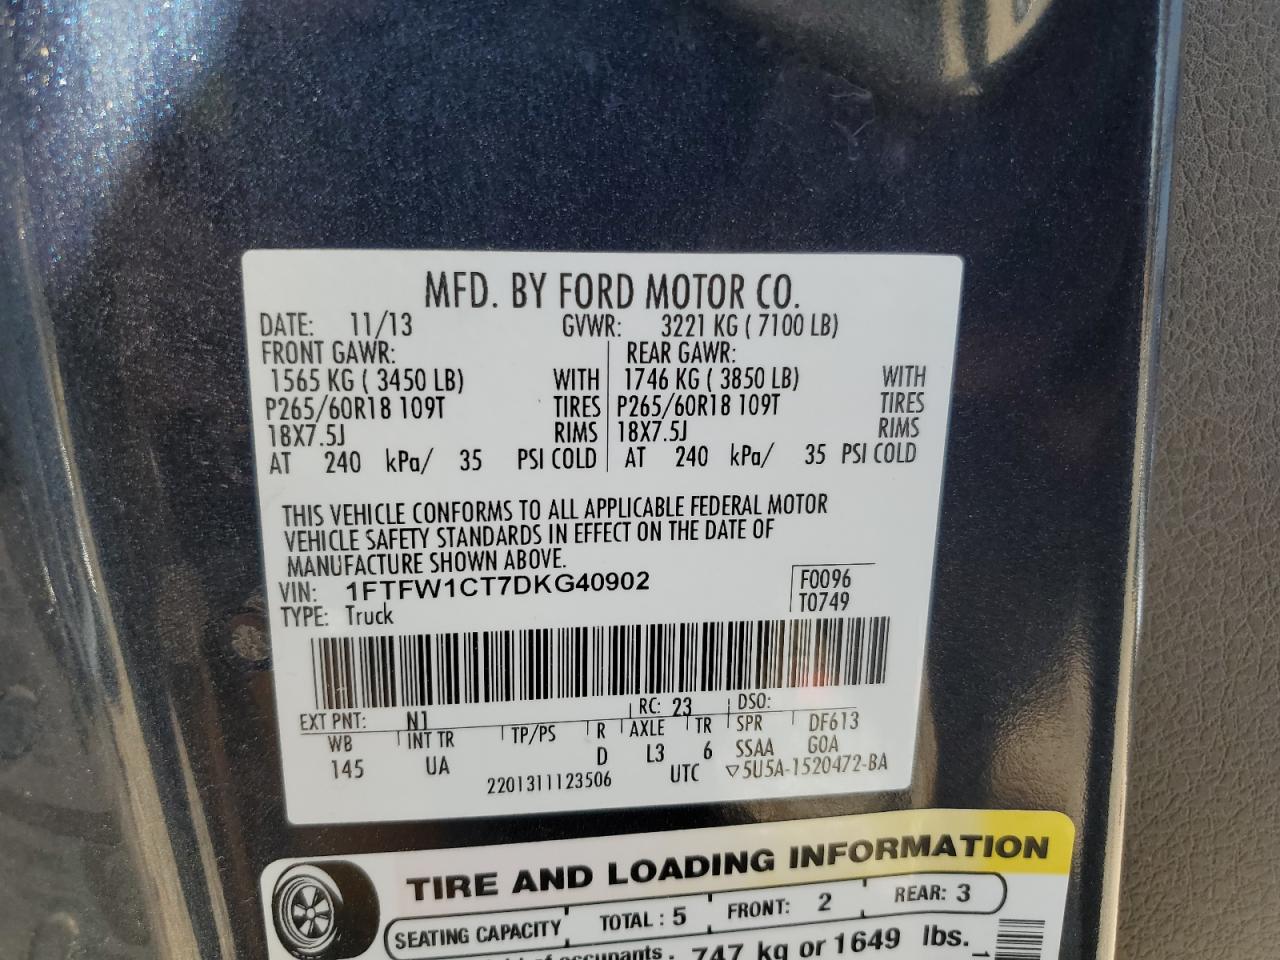 MFD. BY FORD MOTOR CO.
DATE: 11/13 GVWR: 3221 KG ( 7100 LB)
FRONT GAWR: REAR GAWR:
1565 KG ( 3450 LB) WITH 1746 KG ( 3850 LB) WITH
P265/60R18 109T TIRES P265/60R18 109T TIRES
18X7.5J RIMS 18X7.5J RIMS
AT 240 kPa/ 35 PSI COLD AT 240 kPa/ 35 PSI COLD
THIS VEHICLE CONFORMS TO ALL APPLICABLE FEDERAL MOTOR
VEHICLE SAFETY STANDARDS IN EFFECT ON THE DATE OF
MANUFACTURE SHOWN ABOVE.
VIN: 1FTFW1CT7DKG40902 F0096
TYPE: Truck T0749
EXT PNT: N1 RC: 23 DSO:
WB INT TR TP/PS R AXLE TR SPR DF613
145 UA D L3 6 SSAA GOA
2201311123506 UTC ▽5U5A-1520472-BA
TIRE AND LOADING INFORMATION
SEATING CAPACITY TOTAL : 5 FRONT: 2 REAR: 3
of occupants . 747 kg or 1649 lbs.